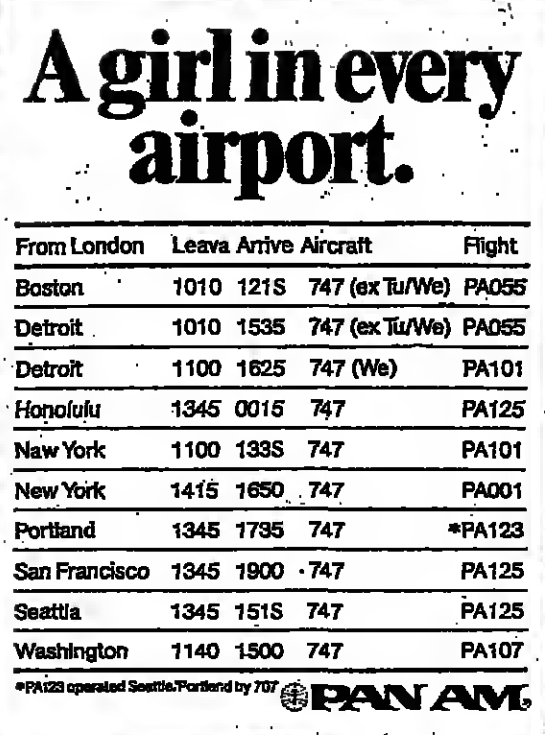 A girl in every
airport.
From London Leava Arrive Aircraft Flight
Boston 1010 121S 747 (ex Tu/We) PA055
Detroit 1010 1535 747 (ex Tu/We) PA055
Detroit 1100 1625 747 (We) PA101
Honolulu 1345 0015 747 PA125
Naw York 1100 133S 747 PA101
New York 1415 1650 747 PA001
Portland 1345 1735 747 *PA123
San Francisco 1345 1900 747 PA125
Seattla 1345 151S 747 PA125
Washington 1140 1500 747 PA107
*PA123 operated Seattle/Portland by 707
PAN AM